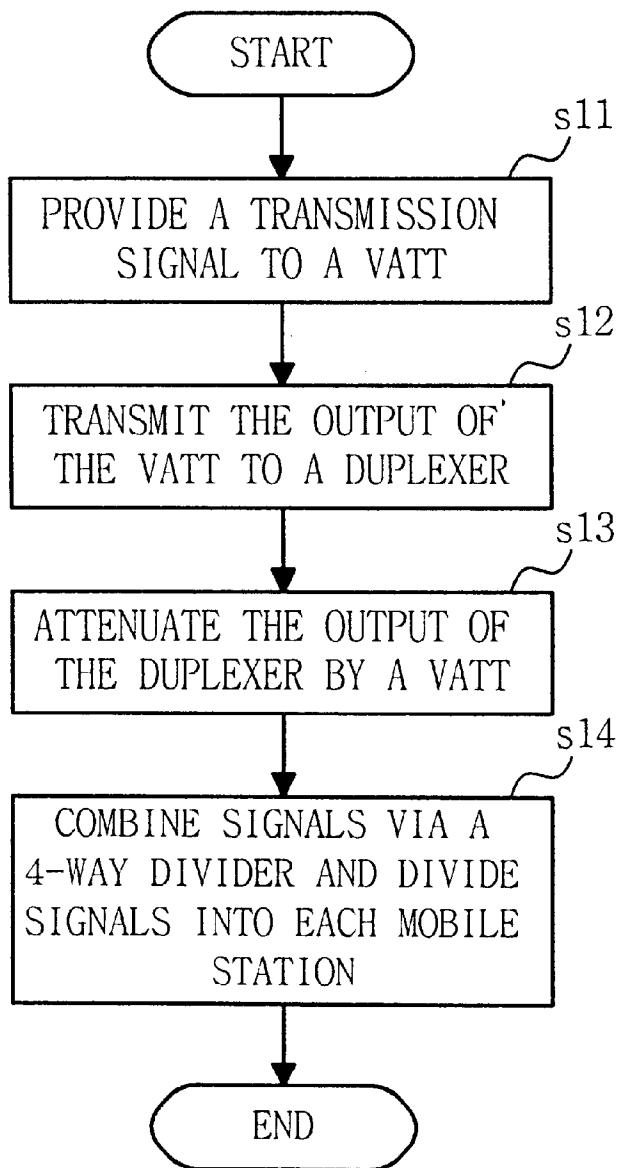 START
s11
PROVIDE A TRANSMISSION
SIGNAL TO A VATT
s12
TRANSMIT THE OUTPUT OF
THE VATT TO A DUPLEXER
s13
ATTENUATE THE OUTPUT OF
THE DUPLEXER BY A VATT
s14
COMBINE SIGNALS VIA A
4-WAY DIVIDER AND DIVIDE
SIGNALS INTO EACH MOBILE
STATION
END